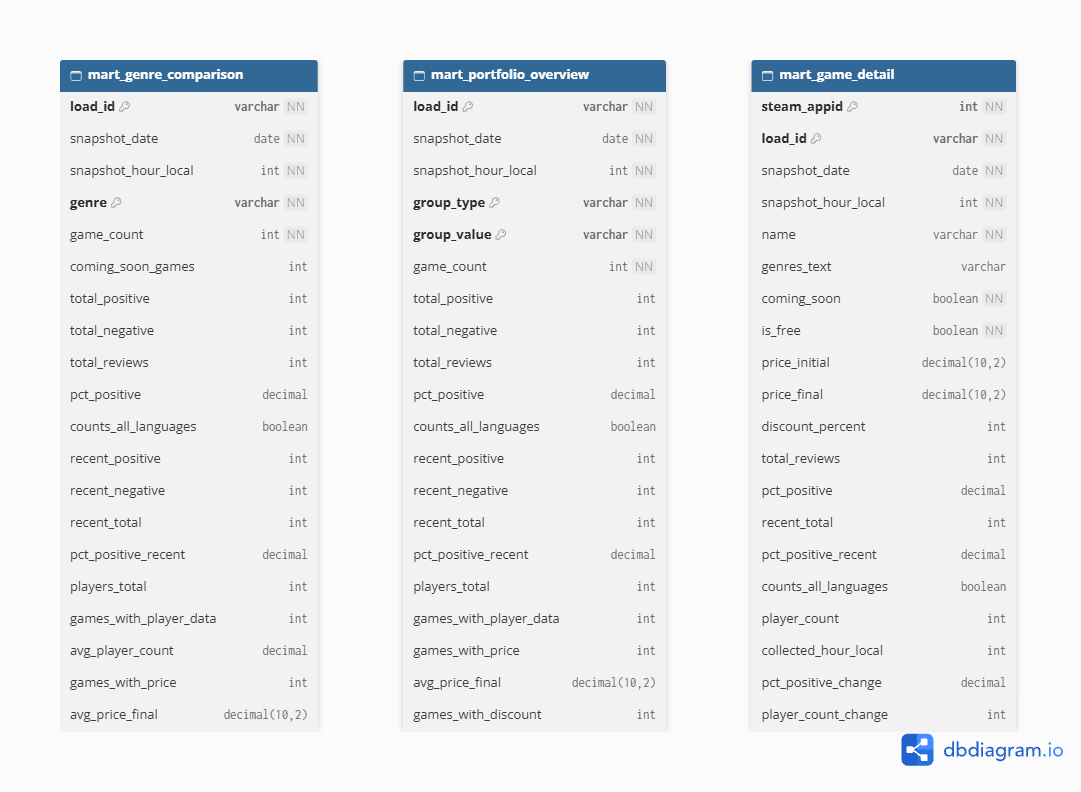 mart_genre_comparison
load_id varchar NN
snapshot_date date NN
snapshot_hour_local int NN
genre varchar NN
game_count int NN
coming_soon_games int
total_positive int
total_negative int
total_reviews int
pct_positive decimal
counts_all_languages boolean
recent_positive int
recent_negative int
recent_total int
pct_positive_recent decimal
players_total int
games_with_player_data int
avg_player_count decimal
games_with_price int
avg_price_final decimal(10,2)
mart_portfolio_overview
load_id varchar NN
snapshot_date date NN
snapshot_hour_local int NN
group_type varchar NN
group_value varchar NN
game_count int NN
total_positive int
total_negative int
total_reviews int
pct_positive decimal
counts_all_languages boolean
recent_positive int
recent_negative int
recent_total int
pct_positive_recent decimal
players_total int
games_with_player_data int
games_with_price int
avg_price_final decimal(10,2)
games_with_discount int
mart_game_detail
steam_appid int NN
load_id varchar NN
snapshot_date date NN
snapshot_hour_local int NN
name varchar NN
genres_text varchar
coming_soon boolean NN
is_free boolean NN
price_initial decimal(10,2)
price_final decimal(10,2)
discount_percent int
total_reviews int
pct_positive decimal
recent_total int
pct_positive_recent decimal
counts_all_languages boolean
player_count int
collected_hour_local int
pct_positive_change decimal
player_count_change int
dbdiagram.io